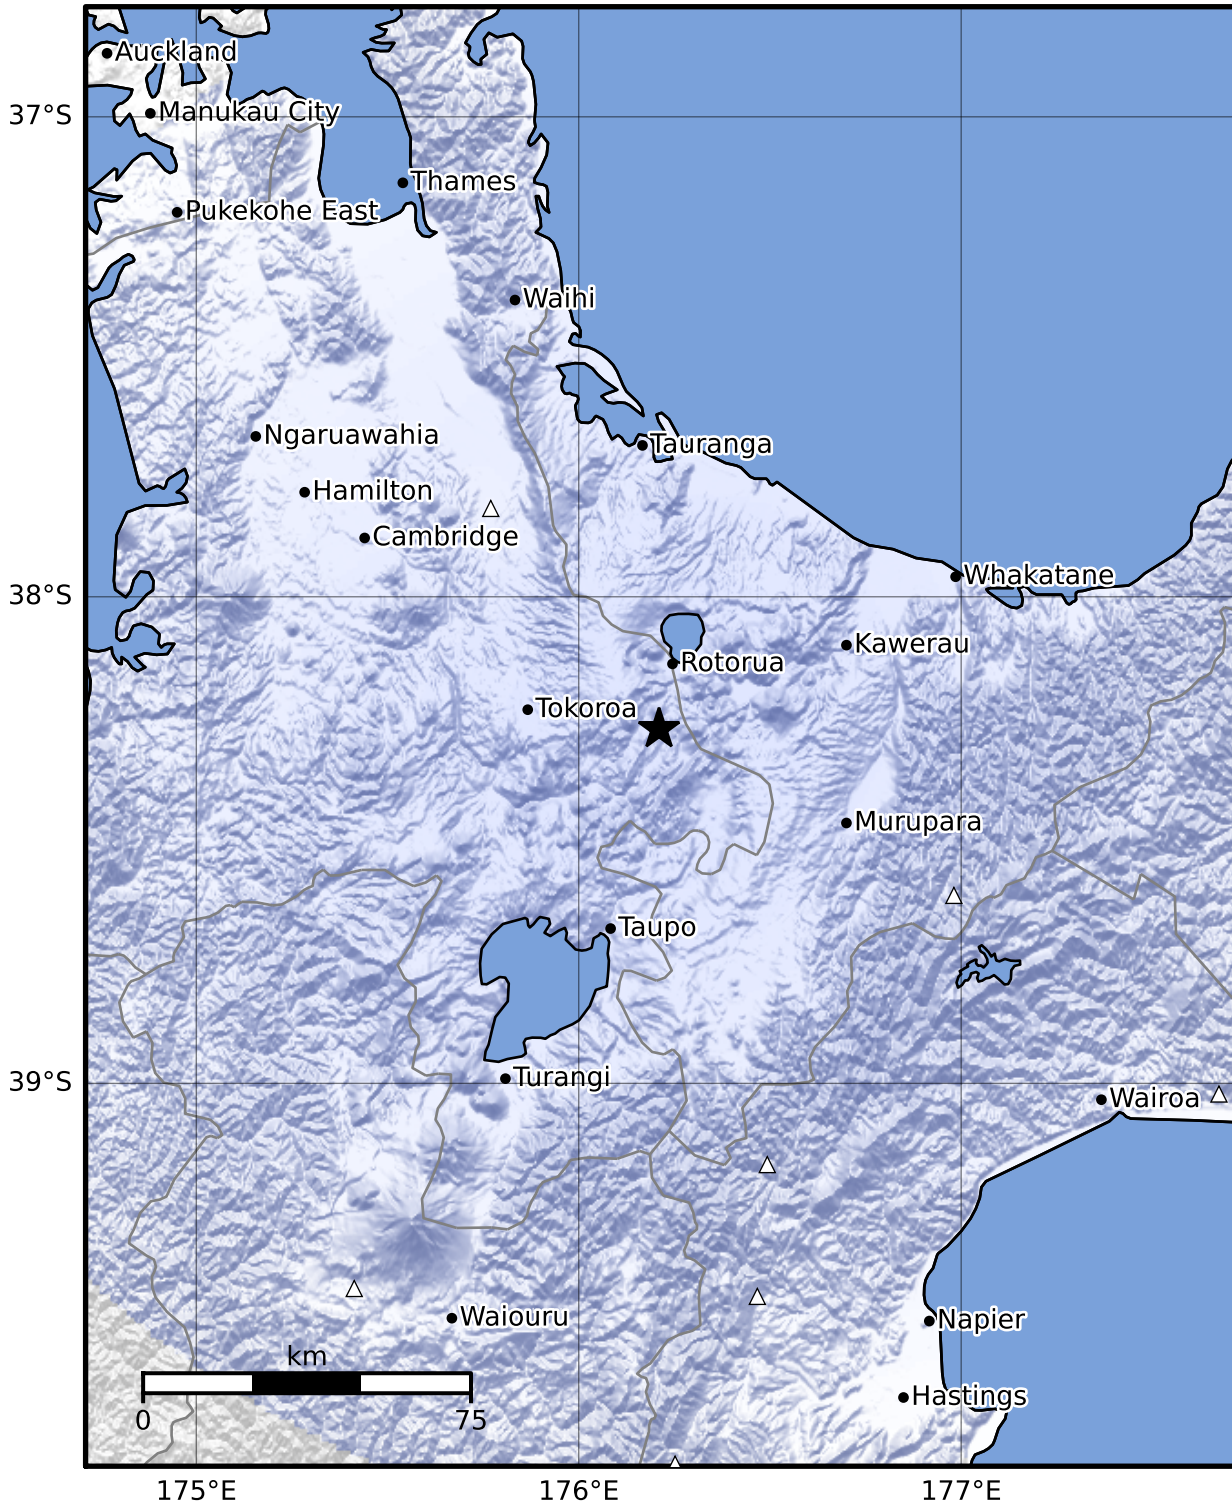 Auckland
37°S
Manukau City
Thames
Pukekohe East
Waihi
Ngaruawahia
Tauranga
Hamilton
Cambridge
38°S
Whakatane
Kawerau
Rotorua
Tokoroa
Murupara
Taupo
39°S
Turangi
Wairoa
Waiouru
Napier
km
Hastings
0 75
175°E 176°E 177°E